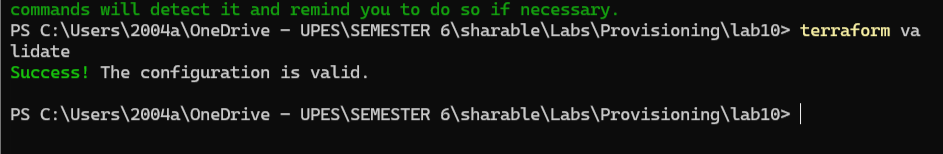 commands will detect it and remind you to do so if necessary.
PS C:\Users\2004a\OneDrive - UPES\SEMESTER 6\sharable\Labs\Provisioning\lab10> terraform va
lidate
Success! The configuration is valid.
PS C:\Users\2004a\OneDrive - UPES\SEMESTER 6\sharable\Labs\Provisioning\lab10>